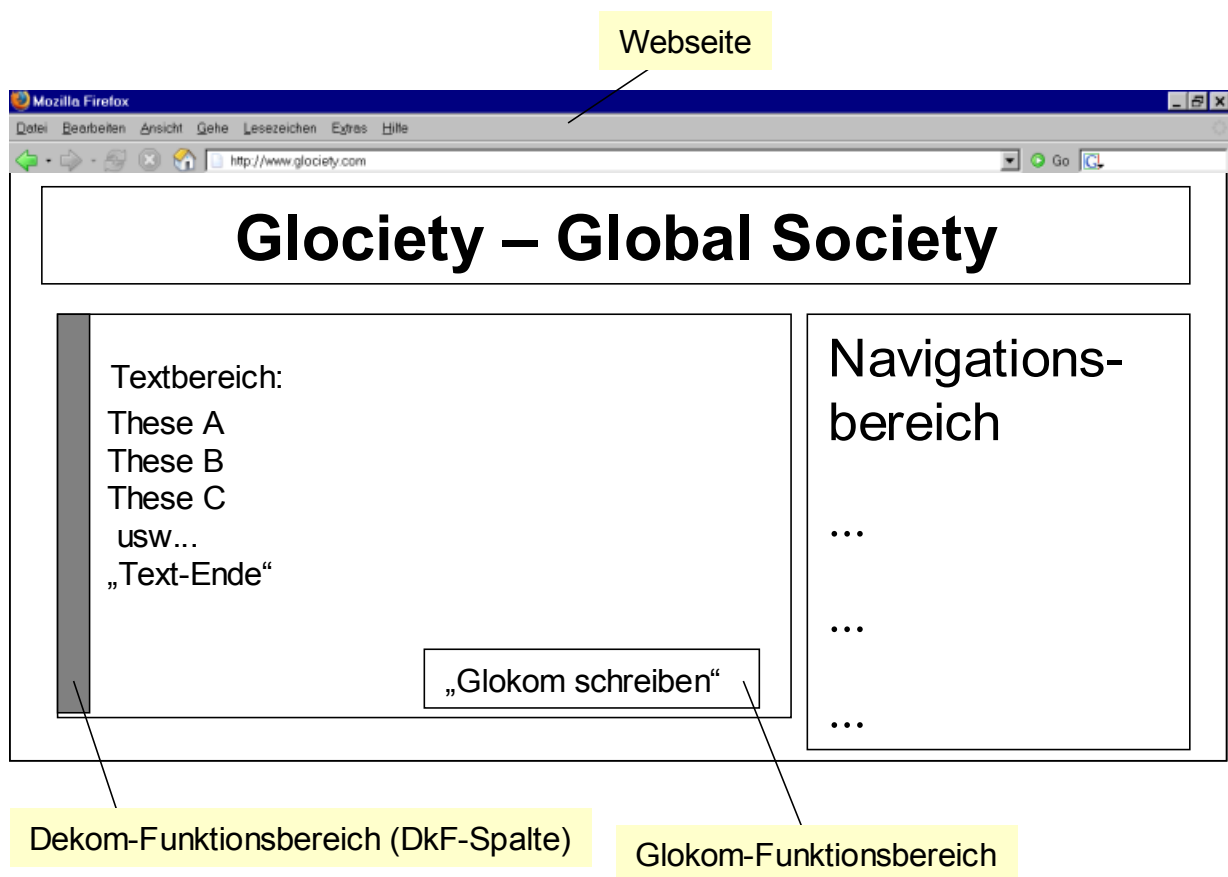 Webseite
Mozilla Firefox
Datei Bearbeiten Ansicht Gehe Lesezeichen Extras Hilfe
http://www.glociety.com Go
Glociety – Global Society
Textbereich:
These A
These B
These C
usw...
„Text-Ende“
„Glokom schreiben“
Navigations-
bereich
...
...
...
Dekom-Funktionsbereich (DkF-Spalte)
Glokom-Funktionsbereich